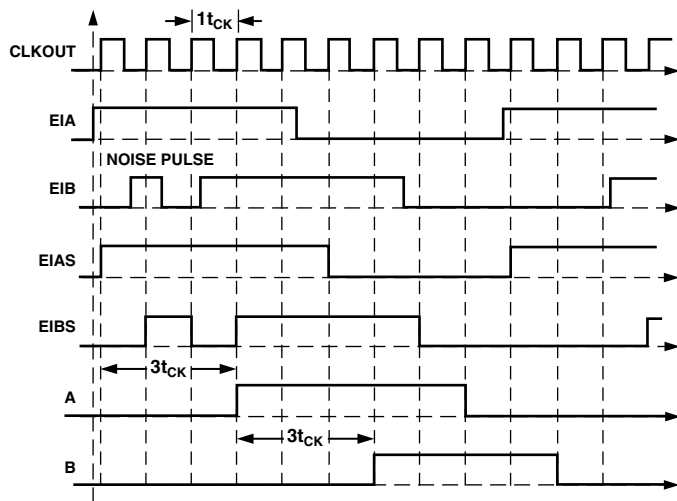 1tCK
CLKOUT
EIA
NOISE PULSE
EIB
EIAS
EIBS
3tCK
A
3tCK
B